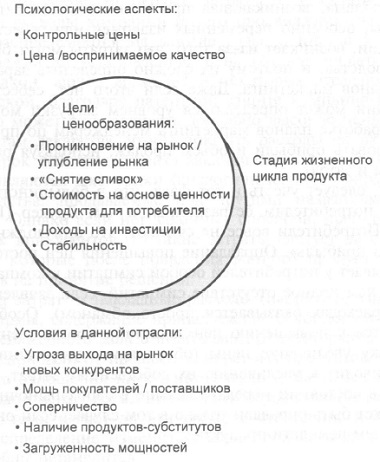 Психологические аспекты:
• Контрольные цены
• Цена /воспринимаемое качество
Цели
ценообразования:
• Проникновение на рынок /
углубление рынка
• «Снятие сливок»
• Стоимость на основе ценности
продукта для потребителя
• Доходы на инвестиции
• Стабильность
Стадия жизненного
цикла продукта
Условия в данной отрасли:
• Угроза выхода на рынок
новых конкурентов
• Мощь покупателей / поставщиков
• Соперничество
• Наличие продуктов-субститутов
• Загруженность мощностей